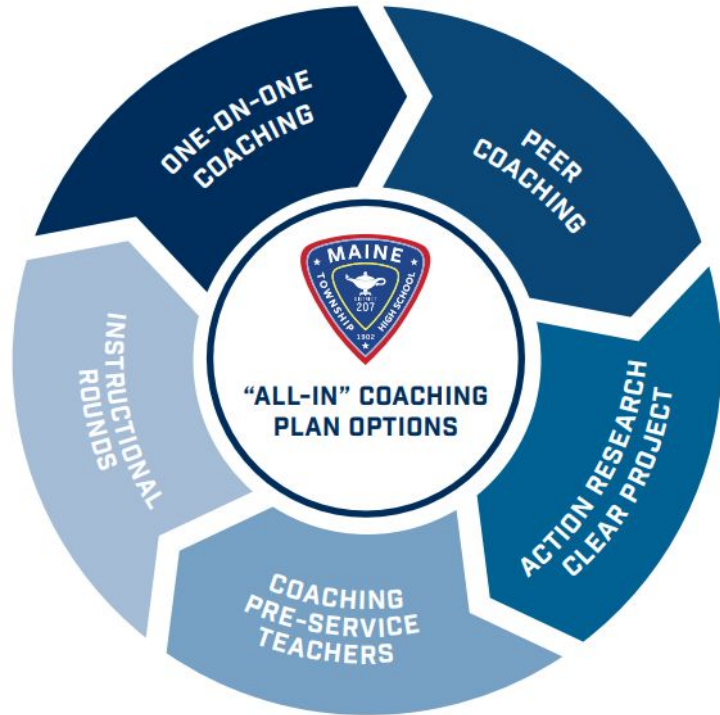 ONE-ON-ONE
COACHING
PEER
COACHING
ACTION RESEARCH
CLEAR PROJECT
COACHING
PRE-SERVICE
TEACHERS
INSTRUCTIONAL
ROUNDS
MAINE
TOWNSHIP
HIGH SCHOOL
DISTRICT
207
1902
“ALL-IN” COACHING
PLAN OPTIONS